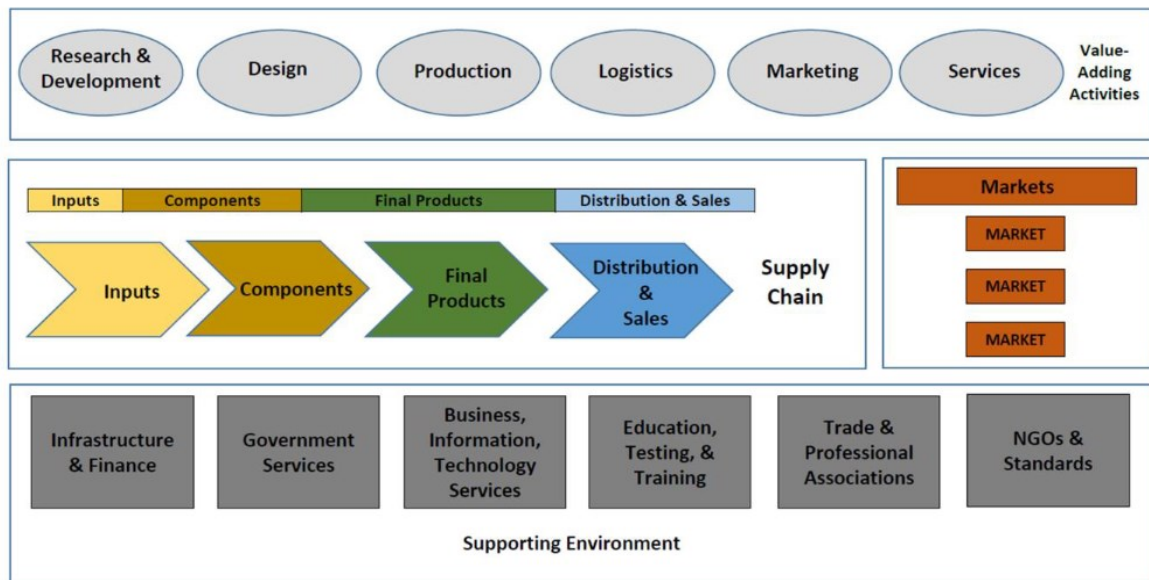 Research &
Development
Design
Production
Logistics
Marketing
Services
Value-
Adding
Activities
Inputs
Components
Final Products
Distribution & Sales
Inputs
Components
Final
Products
Distribution
&
Sales
Supply
Chain
Markets
MARKET
MARKET
MARKET
Infrastructure
& Finance
Government
Services
Business,
Information,
Technology
Services
Education,
Testing, &
Training
Trade &
Professional
Associations
NGOs &
Standards
Supporting Environment